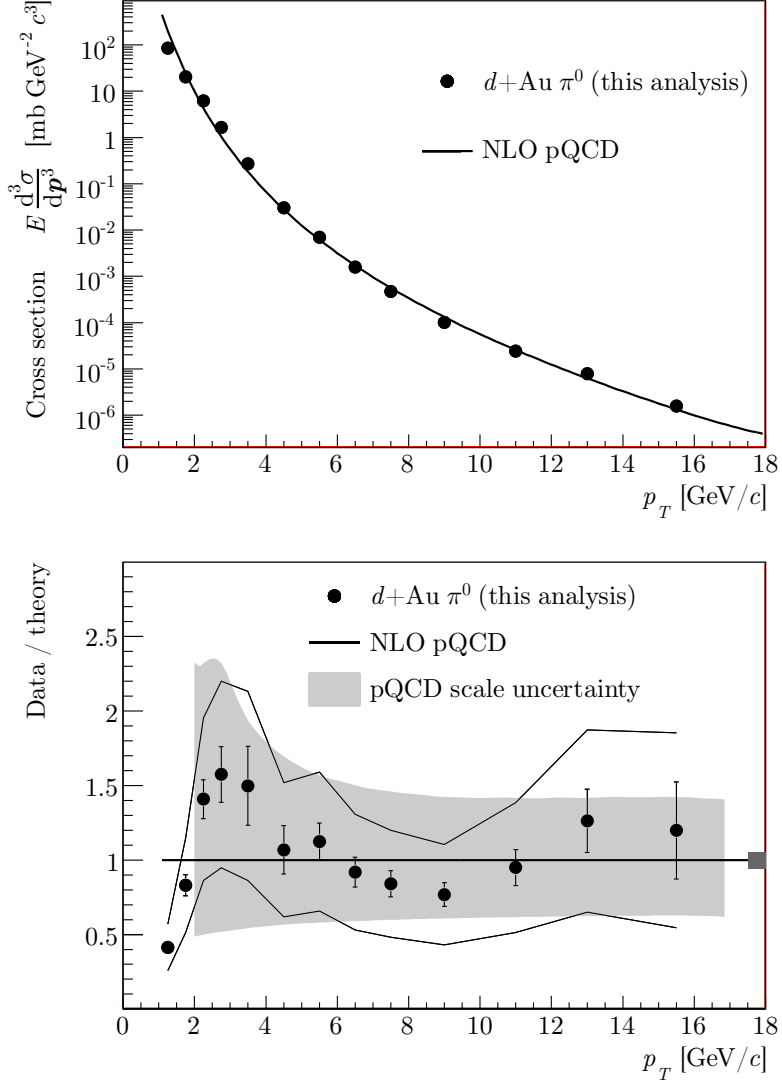 Cross section E d³σ/dp³ [mb GeV⁻² c³]
10²
10
1
10⁻¹
10⁻²
10⁻³
10⁻⁴
10⁻⁵
10⁻⁶
d+Au π⁰ (this analysis)
NLO pQCD
0 2 4 6 8 10 12 14 16 18
p_T [GeV/c]
Data / theory
2.5
2
1.5
1
0.5
d+Au π⁰ (this analysis)
NLO pQCD
pQCD scale uncertainty
0 2 4 6 8 10 12 14 16 18
p_T [GeV/c]